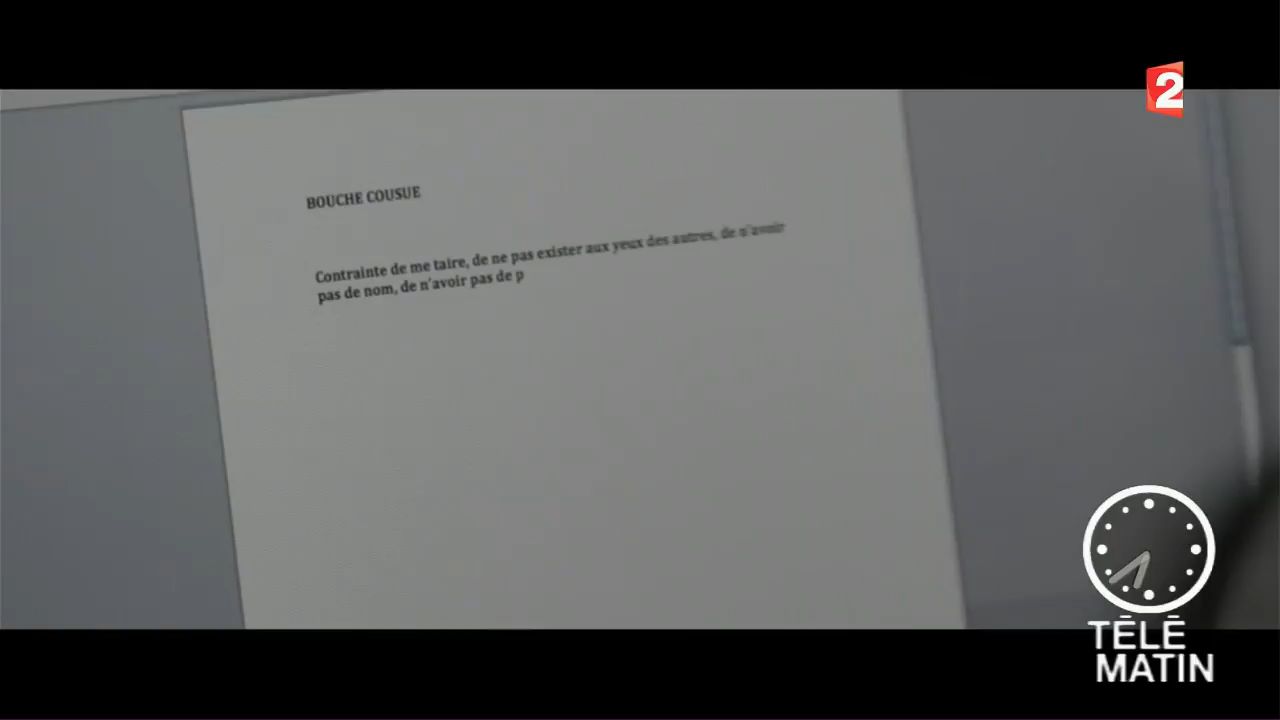 2
BOUCHE COUSUE
Contrainte de me taire, de ne pas exister aux yeux des autres, de n'avoir
pas de nom, de n'avoir pas de p
TÉLÉ
MATIN